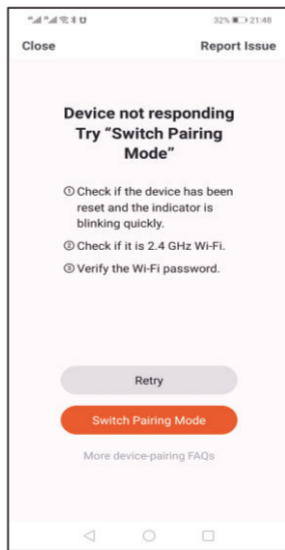 32% 21:48
Close Report Issue
Device not responding
Try “Switch Pairing
Mode”
① Check if the device has been
reset and the indicator is
blinking quickly.
② Check if it is 2.4 GHz Wi-Fi.
③ Verify the Wi-Fi password.
Retry
Switch Pairing Mode
More device-pairing FAQs